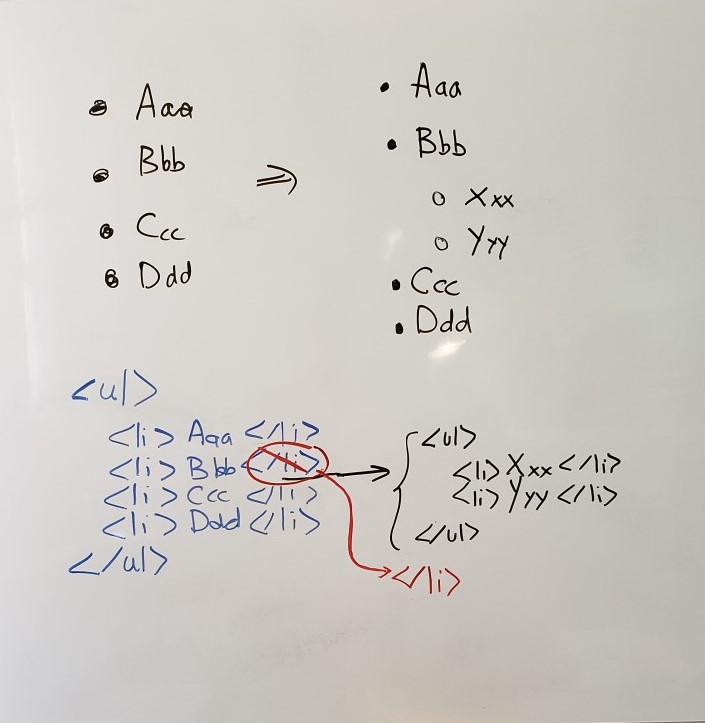 Aaa
Bbb
Ccc
Ddd
⇒
Aaa
Bbb
Xxx
Yyy
Ccc
Ddd
<ul>
<li> Aaa </li>
<li> Bbb </li>
<li> Ccc </li>
<li> Ddd </li>
</ul>
<ul>
<li> Xxx </li>
<li> Yyy </li>
</ul>
</li>